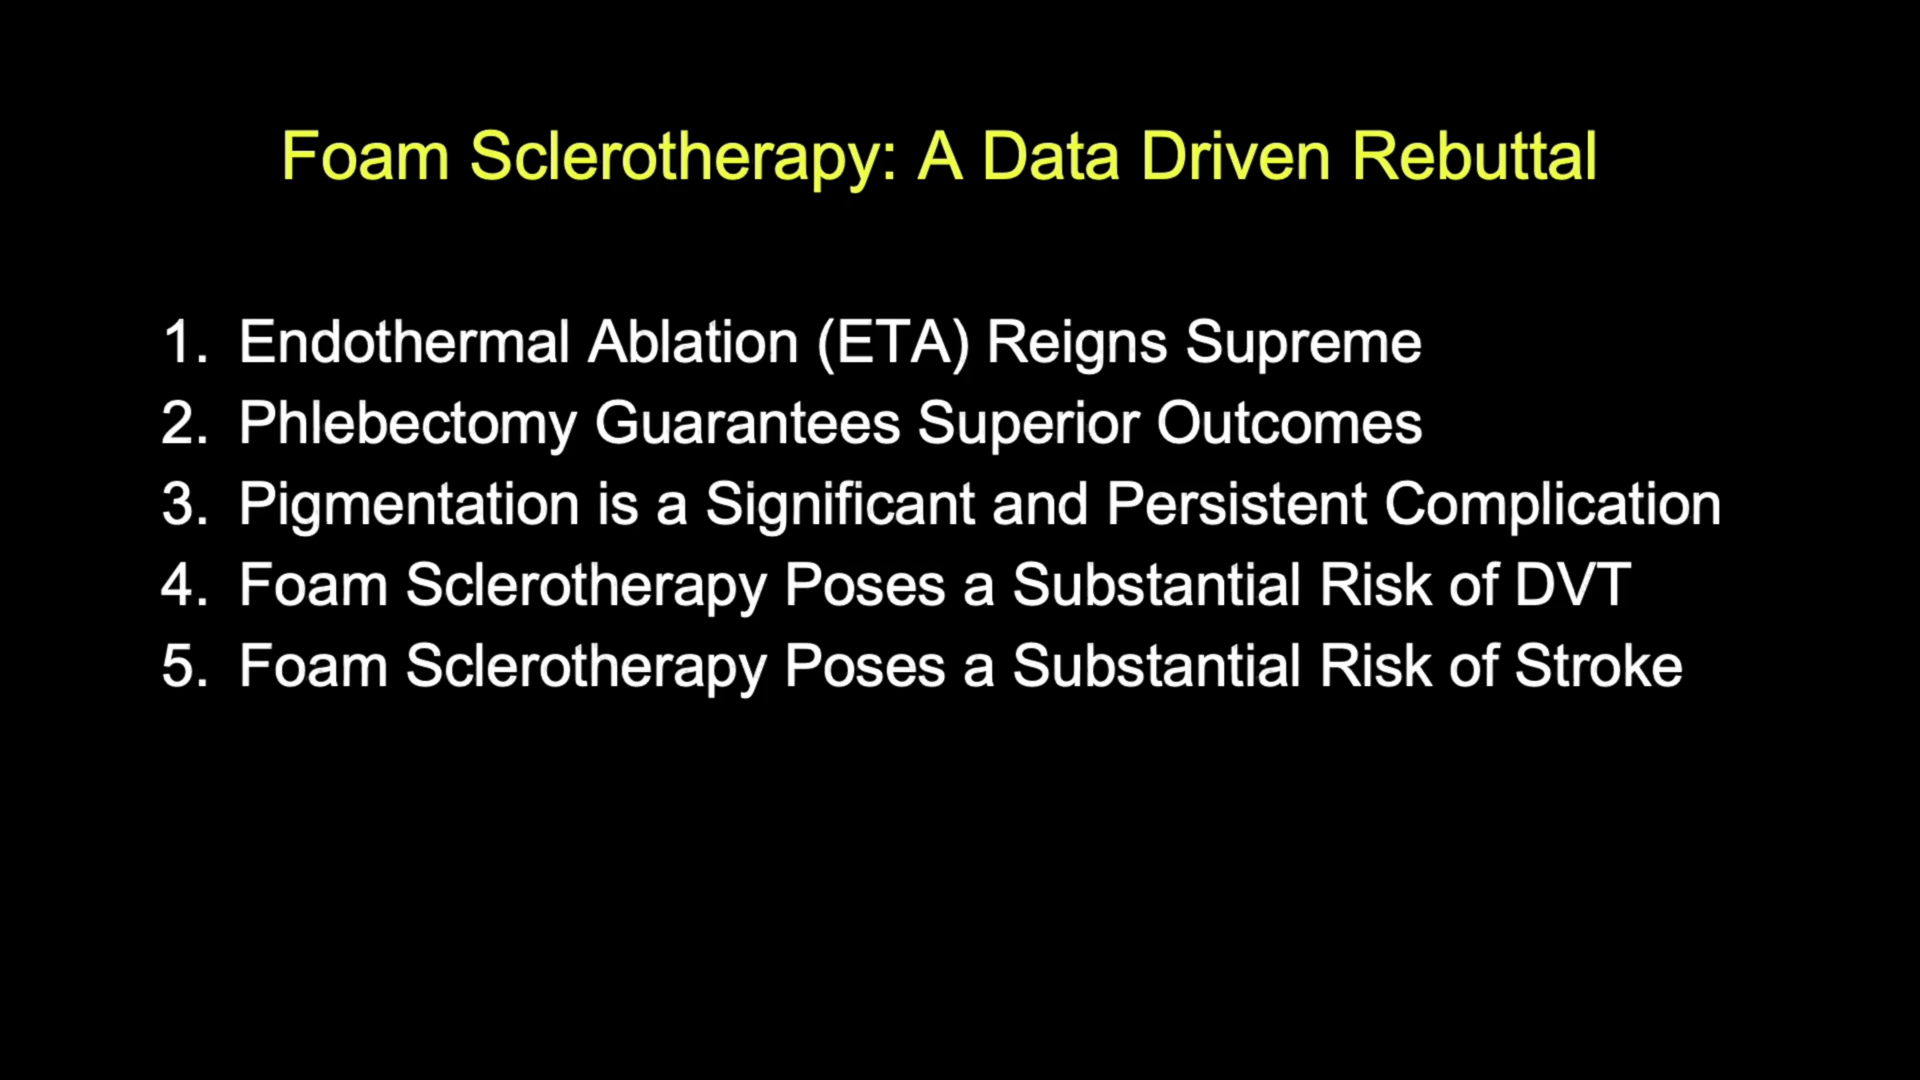 Foam Sclerotherapy: A Data Driven Rebuttal
1. Endothermal Ablation (ETA) Reigns Supreme
2. Phlebectomy Guarantees Superior Outcomes
3. Pigmentation is a Significant and Persistent Complication
4. Foam Sclerotherapy Poses a Substantial Risk of DVT
5. Foam Sclerotherapy Poses a Substantial Risk of Stroke